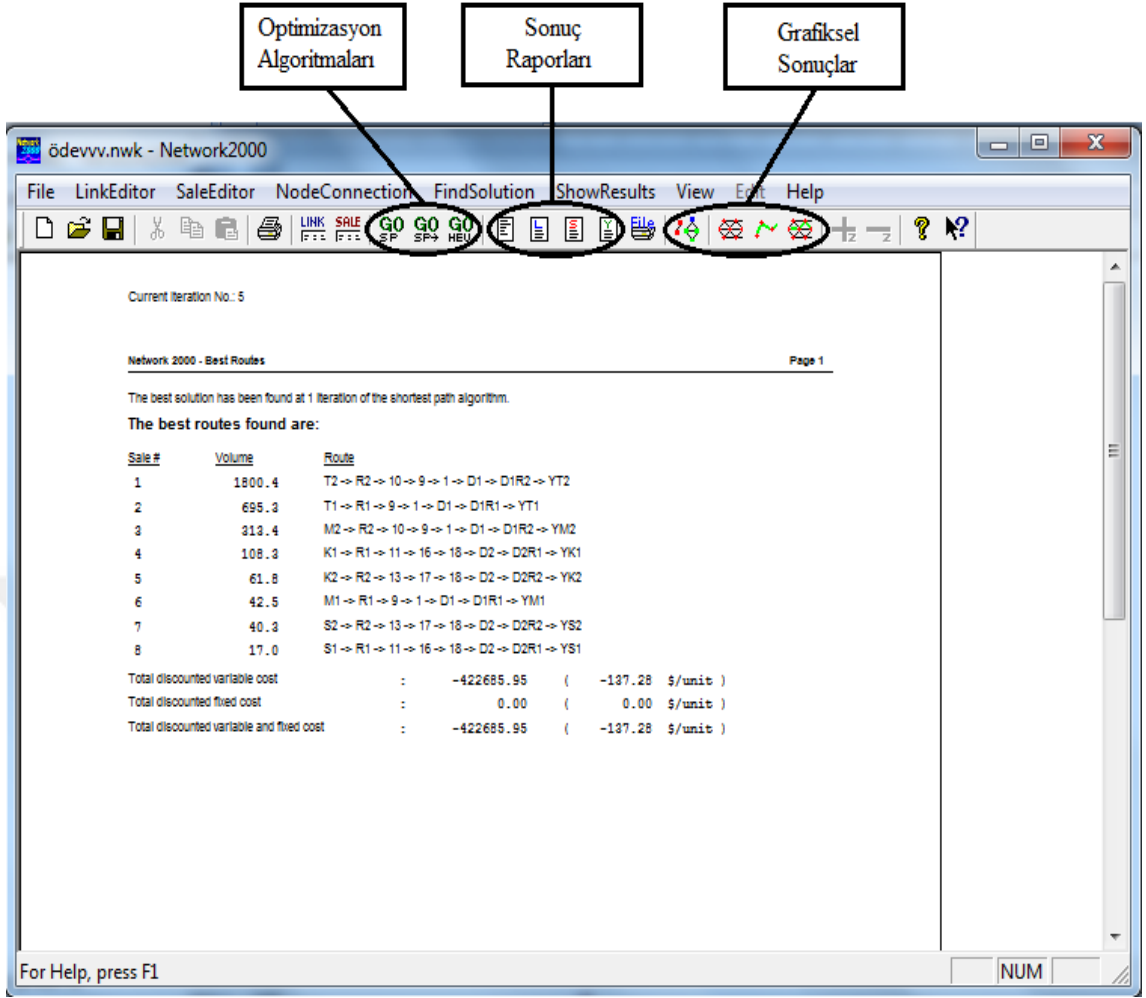 Optimizasyon
Algoritmaları
Sonuç
Raporları
Grafiksel
Sonuçlar
ödevvv.nwk - Network2000
File LinkEditor SaleEditor NodeConnection FindSolution ShowResults View Edit Help
LINK SALE GO SP GO SP→ GO HEU L S Y File z z ? ?
Current Iteration No.: 5
Network 2000 - Best Routes Page 1
The best solution has been found at 1 iteration of the shortest path algorithm.
The best routes found are:
Sale # Volume Route
1 1800.4 T2 -> R2 -> 10 -> 9 -> 1 -> D1 -> D1R2 -> YT2
2 695.3 T1 -> R1 -> 9 -> 1 -> D1 -> D1R1 -> YT1
3 313.4 M2 -> R2 -> 10 -> 9 -> 1 -> D1 -> D1R2 -> YM2
4 108.3 K1 -> R1 -> 11 -> 16 -> 18 -> D2 -> D2R1 -> YK1
5 61.8 K2 -> R2 -> 13 -> 17 -> 18 -> D2 -> D2R2 -> YK2
6 42.5 M1 -> R1 -> 9 -> 1 -> D1 -> D1R1 -> YM1
7 40.3 S2 -> R2 -> 13 -> 17 -> 18 -> D2 -> D2R2 -> YS2
8 17.0 S1 -> R1 -> 11 -> 16 -> 18 -> D2 -> D2R1 -> YS1
Total discounted variable cost : -422685.95 ( -137.28 $/unit )
Total discounted fixed cost : 0.00 ( 0.00 $/unit )
Total discounted variable and fixed cost : -422685.95 ( -137.28 $/unit )
For Help, press F1 NUM